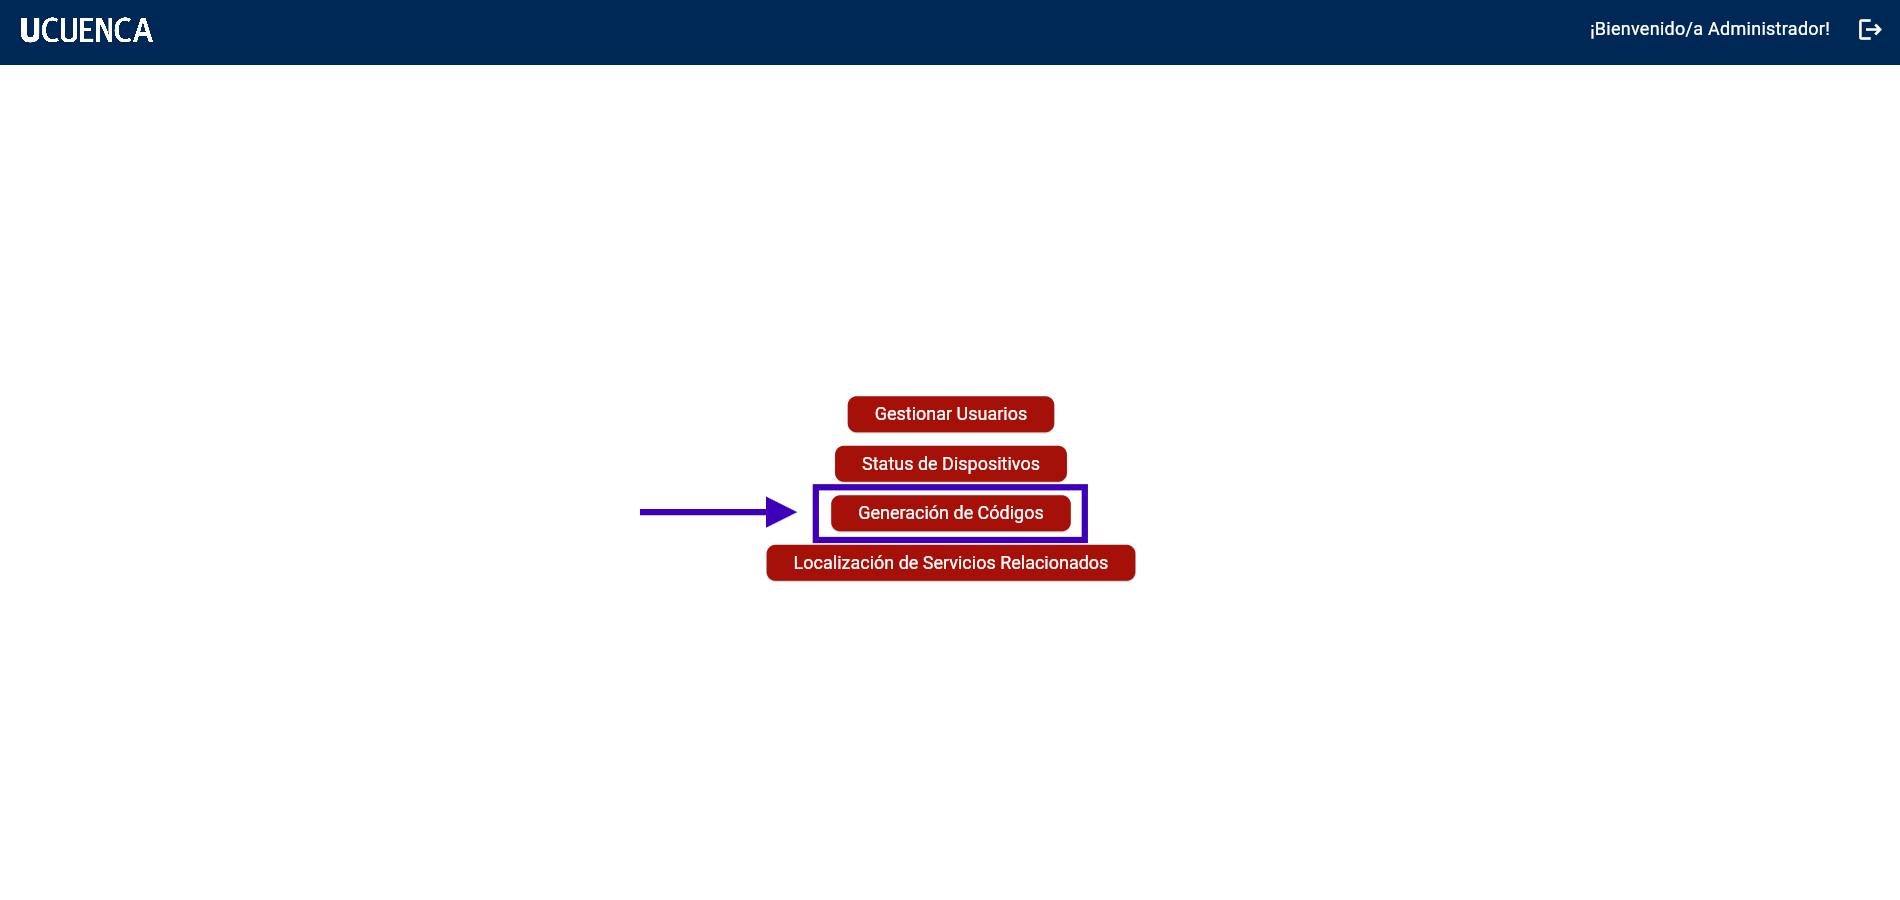 UCUENCA
¡Bienvenido/a Administrador!
Gestionar Usuarios
Status de Dispositivos
Generación de Códigos
Localización de Servicios Relacionados